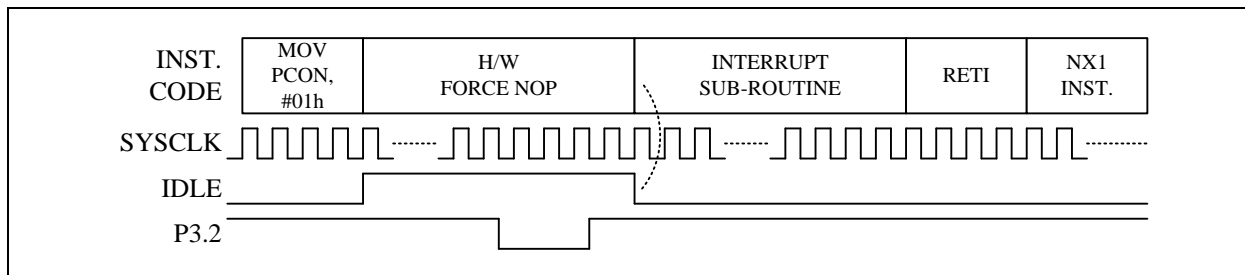 INST.
CODE
MOV
PCON,
#01h
H/W
FORCE NOP
INTERRUPT
SUB-ROUTINE
RETI
NX1
INST.
SYSCLK
IDLE
P3.2